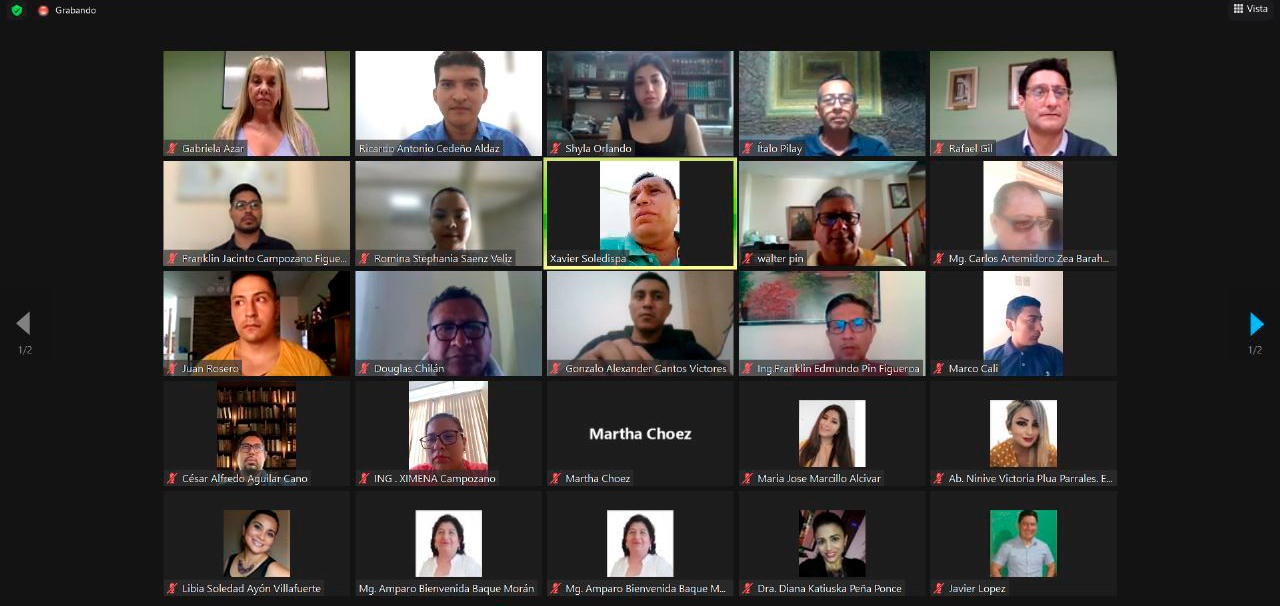 Grabando
Vista
Gabriela Azar
Ricardo Antonio Cedeño Aldaz
Shyla Orlando
Ítalo Pilay
Rafael Gil
Franklin Jacinto Campozano Figue...
Romina Stephania Saenz Veliz
Xavier Soledispa
walter pin
Mg. Carlos Artemidoro Zea Barah...
Juan Rosero
Douglas Chilán
Gonzalo Alexander Cantos Victores
Ing.Franklin Edmundo Pin Figueroa
Marco Cali
1/2
1/2
César Alfredo Aguilar Cano
ING . XIMENA Campozano
Martha Choez
Martha Choez
Maria Jose Marcillo Alcivar
Ab. Ninive Victoria Plua Parrales. E...
Libia Soledad Ayón Villafuerte
Mg. Amparo Bienvenida Baque Morán
Mg. Amparo Bienvenida Baque M...
Dra. Diana Katiuska Peña Ponce
Javier Lopez